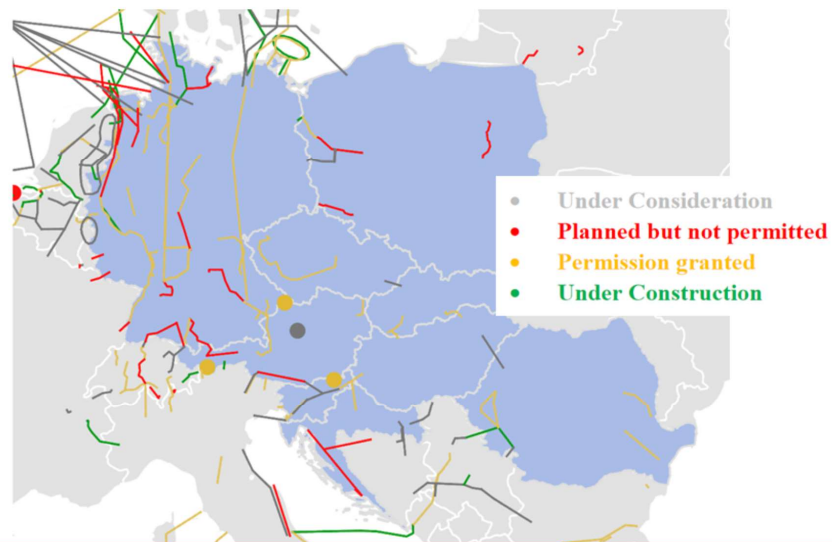 Under Consideration
Planned but not permitted
Permission granted
Under Construction